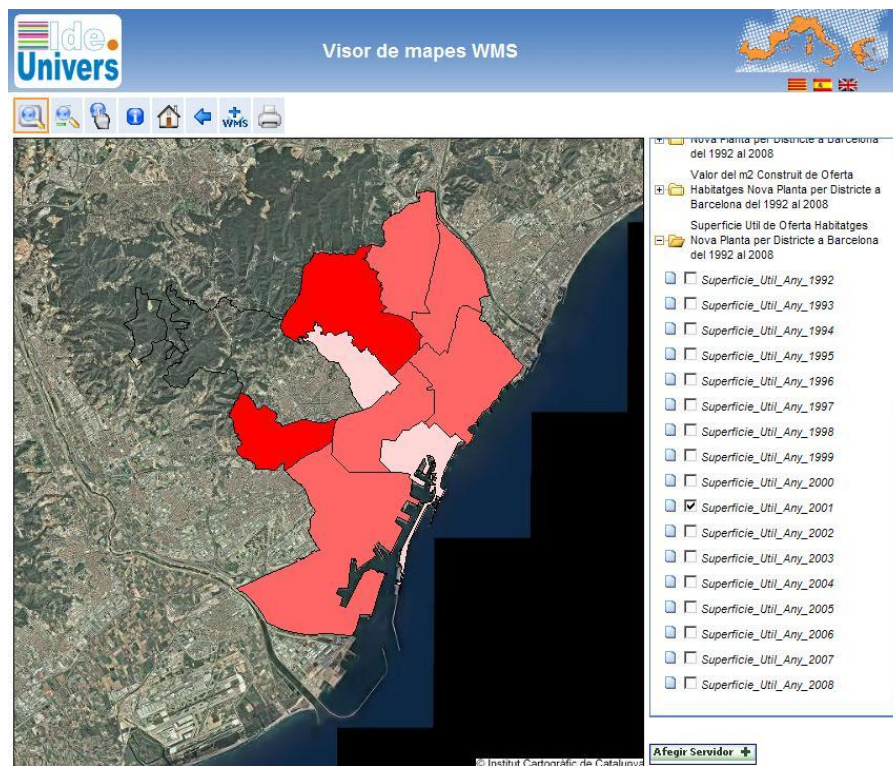 Ide.
Univers
Visor de mapes WMS
WMS
Nova Planta per Districte a Barcelona
del 1992 al 2008
Valor del m2 Construit de Oferta
Habitatges Nova Planta per Districte a
Barcelona del 1992 al 2008
Superficie Util de Oferta Habitatges
Nova Planta per Districte a Barcelona
del 1992 al 2008
Superficie_Util_Any_1992
Superficie_Util_Any_1993
Superficie_Util_Any_1994
Superficie_Util_Any_1995
Superficie_Util_Any_1996
Superficie_Util_Any_1997
Superficie_Util_Any_1998
Superficie_Util_Any_1999
Superficie_Util_Any_2000
Superficie_Util_Any_2001
Superficie_Util_Any_2002
Superficie_Util_Any_2003
Superficie_Util_Any_2004
Superficie_Util_Any_2005
Superficie_Util_Any_2006
Superficie_Util_Any_2007
Superficie_Util_Any_2008
Afegir Servidor
© Institut Cartogràfic de Catalunya